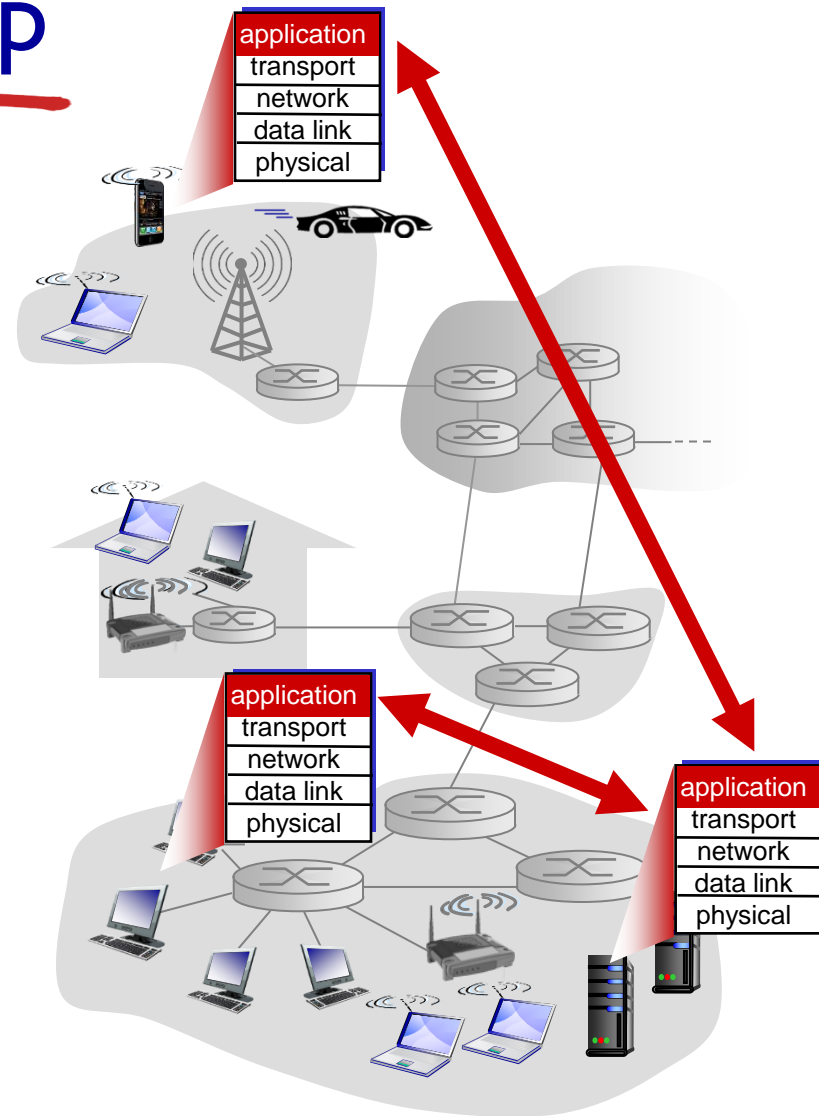 p
application
transport
network
data link
physical
application
transport
network
data link
physical
application
transport
network
data link
physical